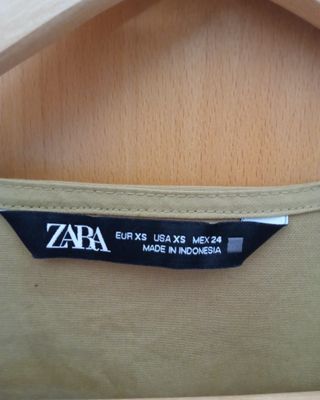 ZARA
EUR XS USA XS MEX 24
MADE IN INDONESIA